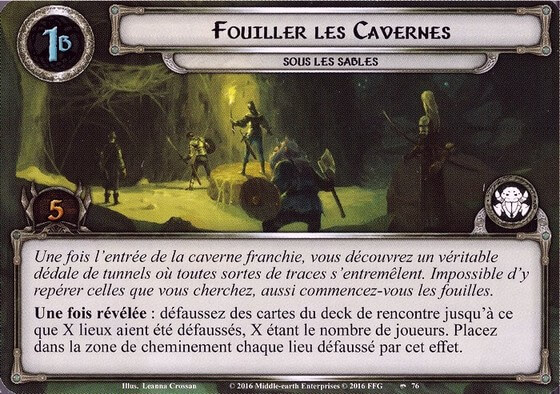 1B
FOUILLER LES CAVERNES
SOUS LES SABLES
5
Une fois l'entrée de la caverne franchie, vous découvrez un véritable
dédale de tunnels où toutes sortes de traces s'entremêlent. Impossible d'y
repérer celles que vous cherchez, aussi commencez-vous les fouilles.
Une fois révélée : défaussez des cartes du deck de rencontre jusqu'à ce
que X lieux aient été défaussés, X étant le nombre de joueurs. Placez
dans la zone de cheminement chaque lieu défaussé par cet effet.
Illus. Leanna Crossan © 2016 Middle-earth Enterprises © 2016 FFG 76